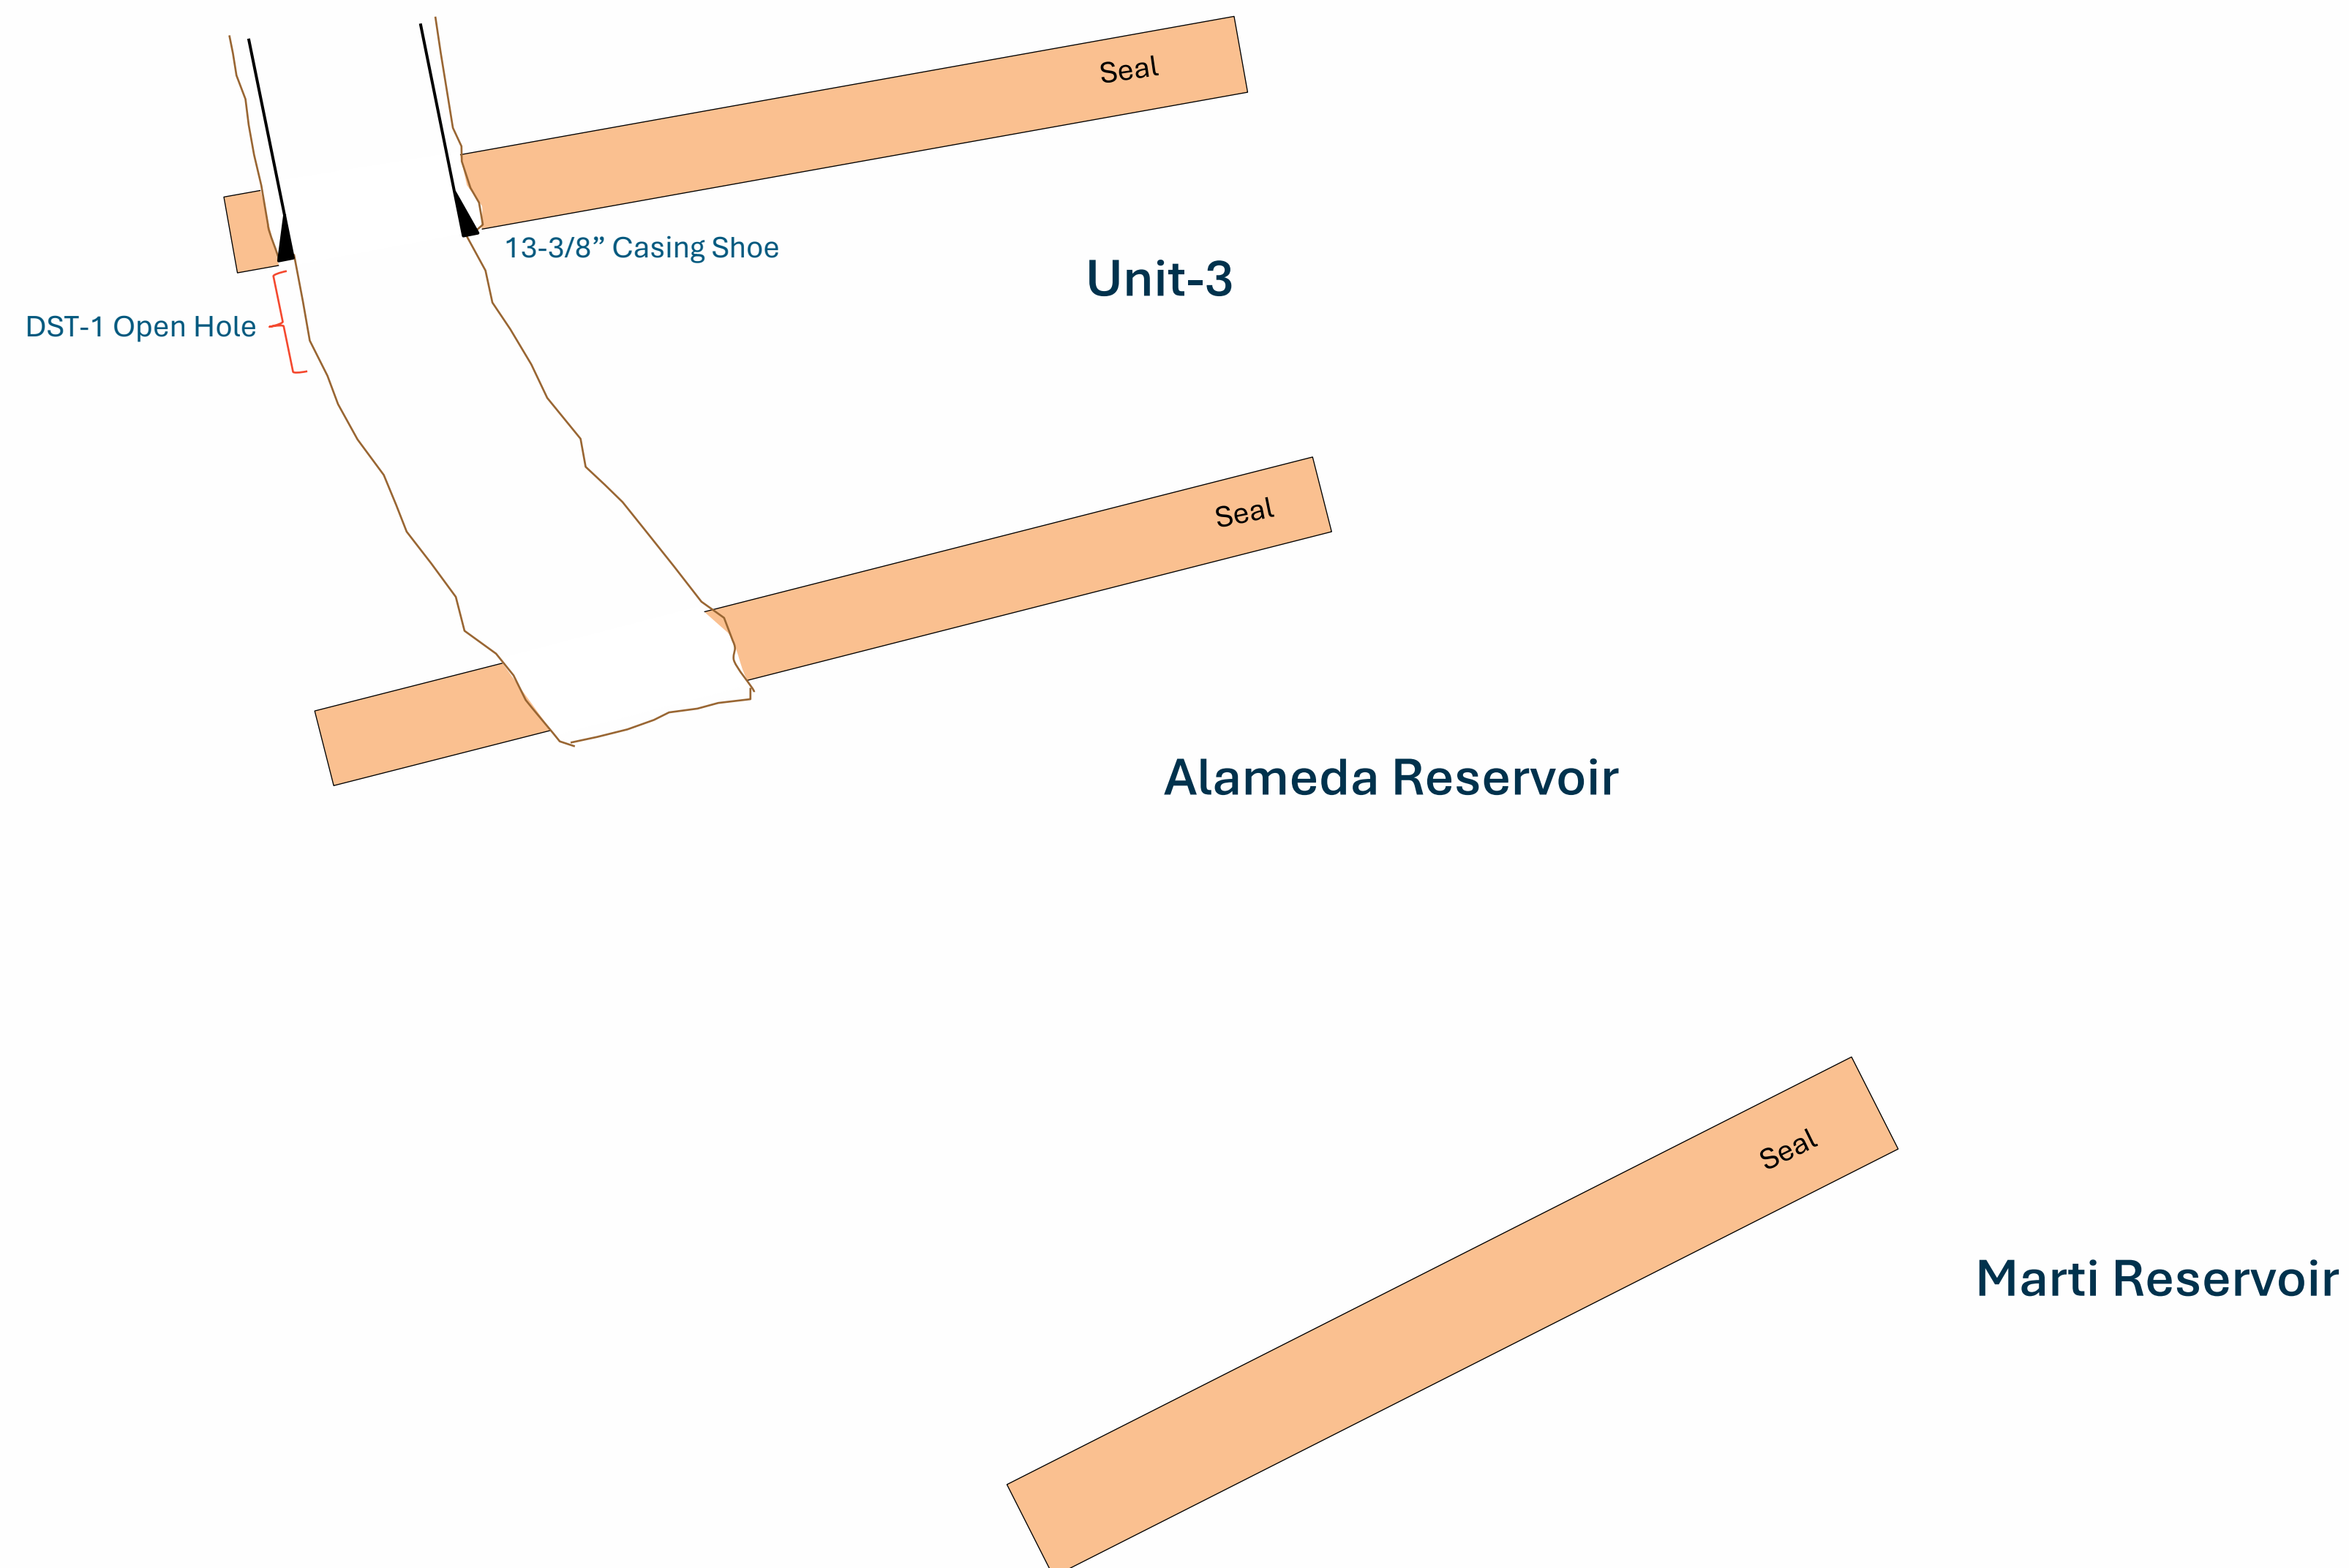 Seal
13-3/8” Casing Shoe
Unit-3
DST-1 Open Hole
Seal
Alameda Reservoir
Seal
Marti Reservoir